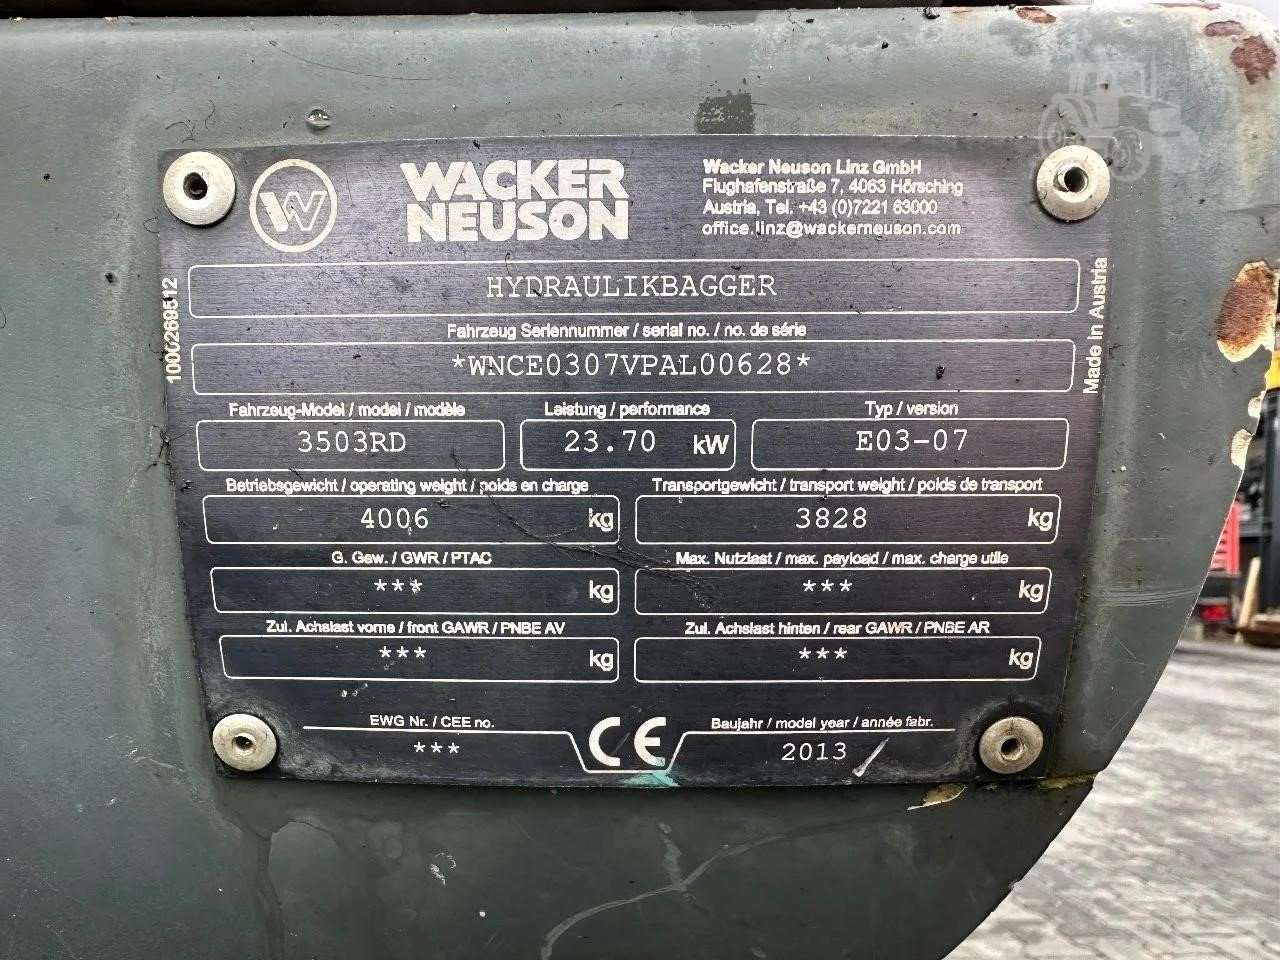 WACKER
NEUSON
Wacker Neuson Linz GmbH
Flughafenstraße 7, 4063 Hörsching
Austria, Tel. +43 (0)7221 63000
office.linz@wackerneuson.com
HYDRAULIKBAGGER
1000269512
Made in Austria
Fahrzeug Seriennummer / serial no. / no. de série
*WNCE0307VPAL00628*
Fahrzeug-Model / model / modèle Leistung / performance Typ / version
3503RD 23.70 kW E03-07
Betriebsgewicht / operating weight / poids en charge Transportgewicht / transport weight / poids de transport
4006 kg 3828 kg
G. Gew. / GWR / PTAC Max. Nutzlast / max. payload / max. charge utile
*** kg *** kg
Zul. Achslast vorne / front GAWR / PNBE AV Zul. Achslast hinten / rear GAWR / PNBE AR
*** kg *** kg
EWG Nr. / CEE no. CE Baujahr / model year / année fabr.
*** 2013